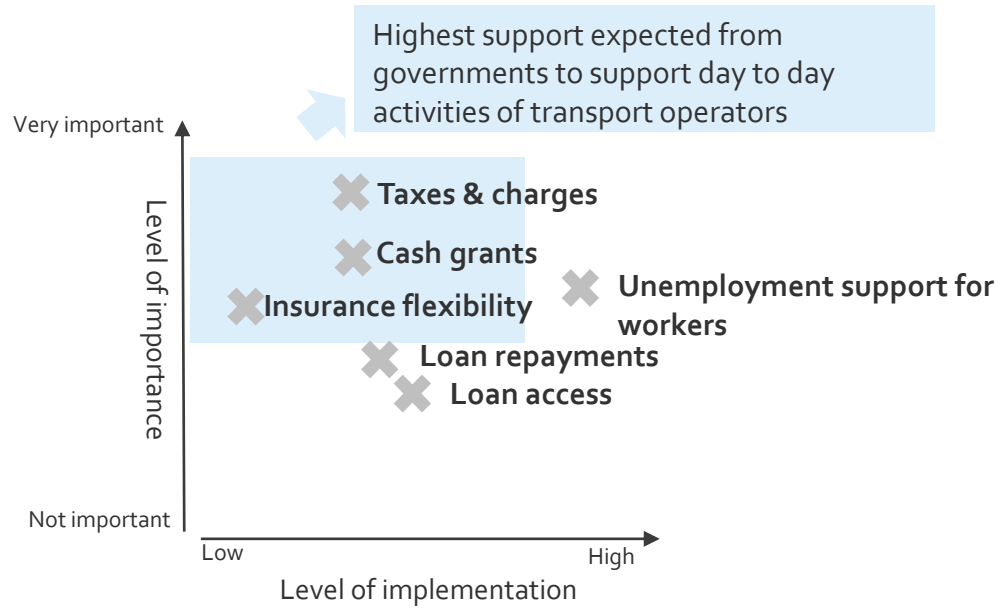 Highest support expected from
governments to support day to day
activities of transport operators
Very important
Level of importance
Taxes & charges
Cash grants
Insurance flexibility
Unemployment support for
workers
Loan repayments
Loan access
Not important
Low
High
Level of implementation